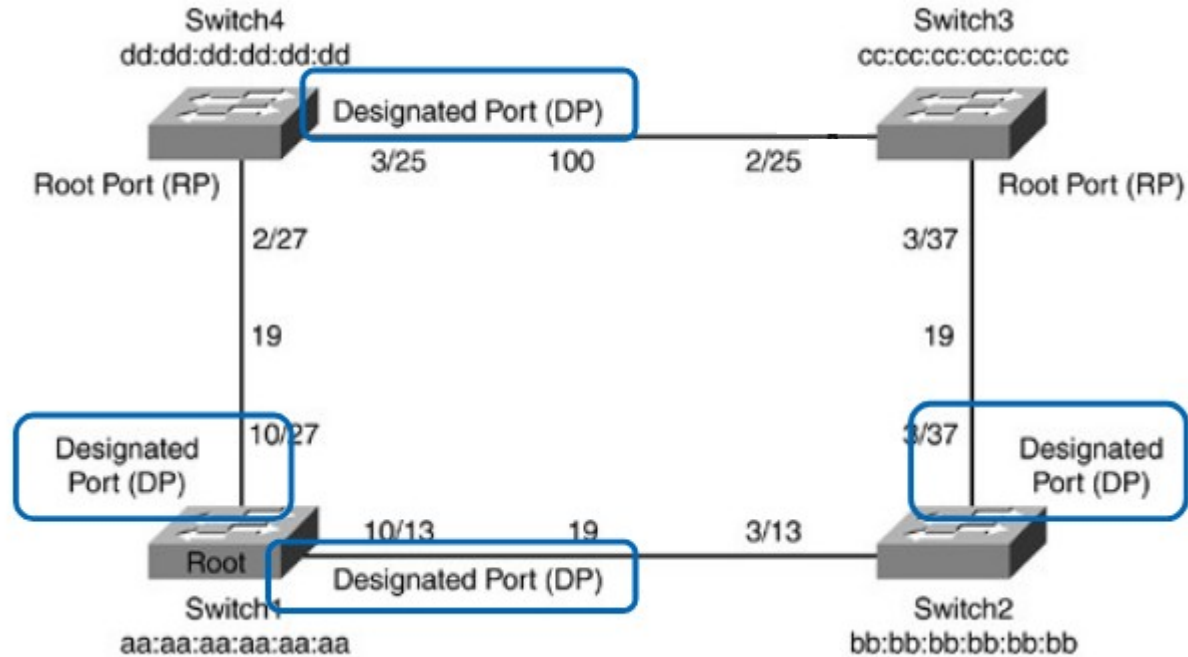 Switch4
dd:dd:dd:dd:dd:dd
Switch3
cc:cc:cc:cc:cc:cc
Designated Port (DP)
3/25
100
2/25
Root Port (RP)
Root Port (RP)
2/27
3/37
19
19
Designated
Port (DP)
10/27
3/37
Designated
Port (DP)
10/13
19
3/13
Root
Designated Port (DP)
Switch1
aa:aa:aa:aa:aa:aa
Switch2
bb:bb:bb:bb:bb:bb